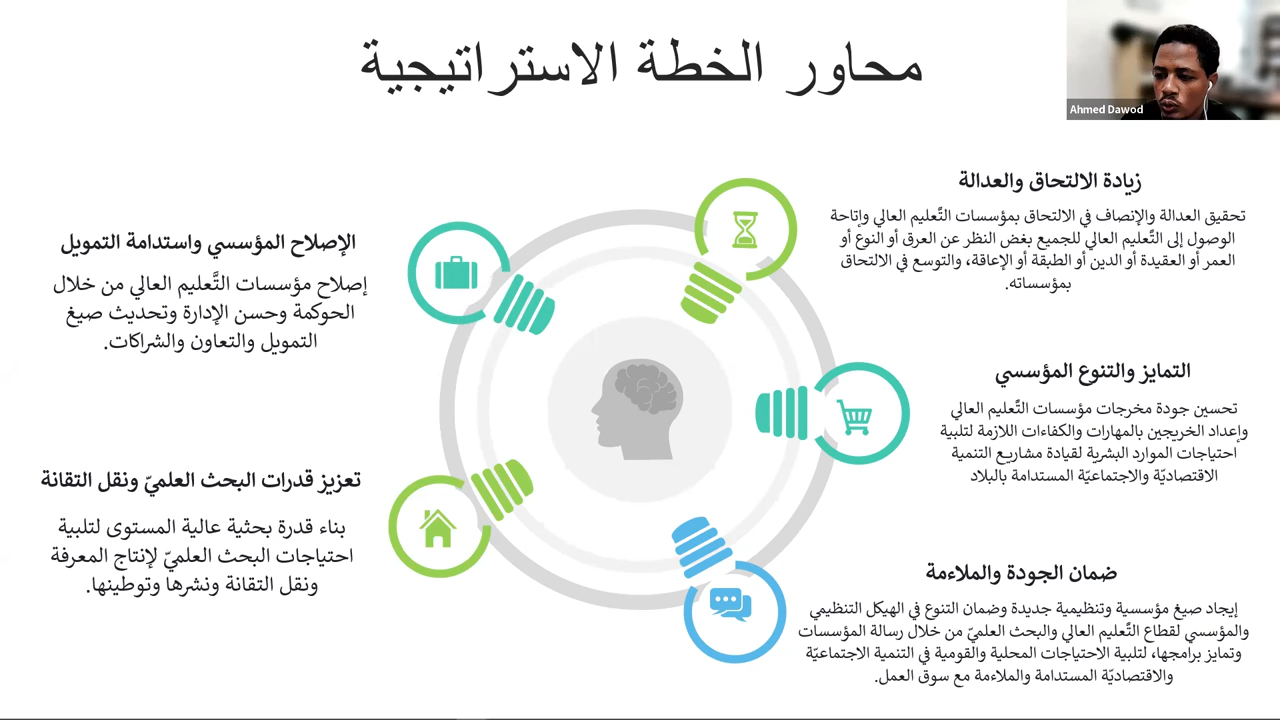 محاور الخطة الاستراتيجية
Ahmed Dawod
زيادة الالتحاق والعدالة
تحقيق العدالة والإنصاف في الالتحاق بمؤسسات التَّعليم العالي وإتاحة
الوصول إلى التَّعليم العالي للجميع بغض النظر عن العرق أو النوع أو
العمر أو العقيدة أو الدين أو الطبقة أو الإعاقة، والتوسع في الالتحاق
بمؤسساته.
التمايز والتنوع المؤسسي
تحسين جودة مخرجات مؤسسات التَّعليم العالي
وإعداد الخريجين بالمهارات والكفاءات اللازمة لتلبية
احتياجات الموارد البشرية لقيادة مشاريع التنمية
الاقتصاديّة والاجتماعيّة المستدامة بالبلاد
ضمان الجودة والملاءمة
إيجاد صيغ مؤسسية وتنظيمية جديدة وضمان التنوع في الهيكل التنظيمي
والمؤسسي لقطاع التَّعليم العالي والبحث العلميّ من خلال رسالة المؤسسات
وتمايز برامجها، لتلبية الاحتياجات المحلية والقومية في التنمية الاجتماعيّة
والاقتصاديّة المستدامة والملاءمة مع سوق العمل.
الإصلاح المؤسسي واستدامة التمويل
إصلاح مؤسسات التَّعليم العالي من خلال
الحوكمة وحسن الإدارة وتحديث صيغ
التمويل والتعاون والشراكات.
تعزيز قدرات البحث العلميّ ونقل التقانة
بناء قدرة بحثية عالية المستوى لتلبية
احتياجات البحث العلميّ لإنتاج المعرفة
ونقل التقانة ونشرها وتوطينها.